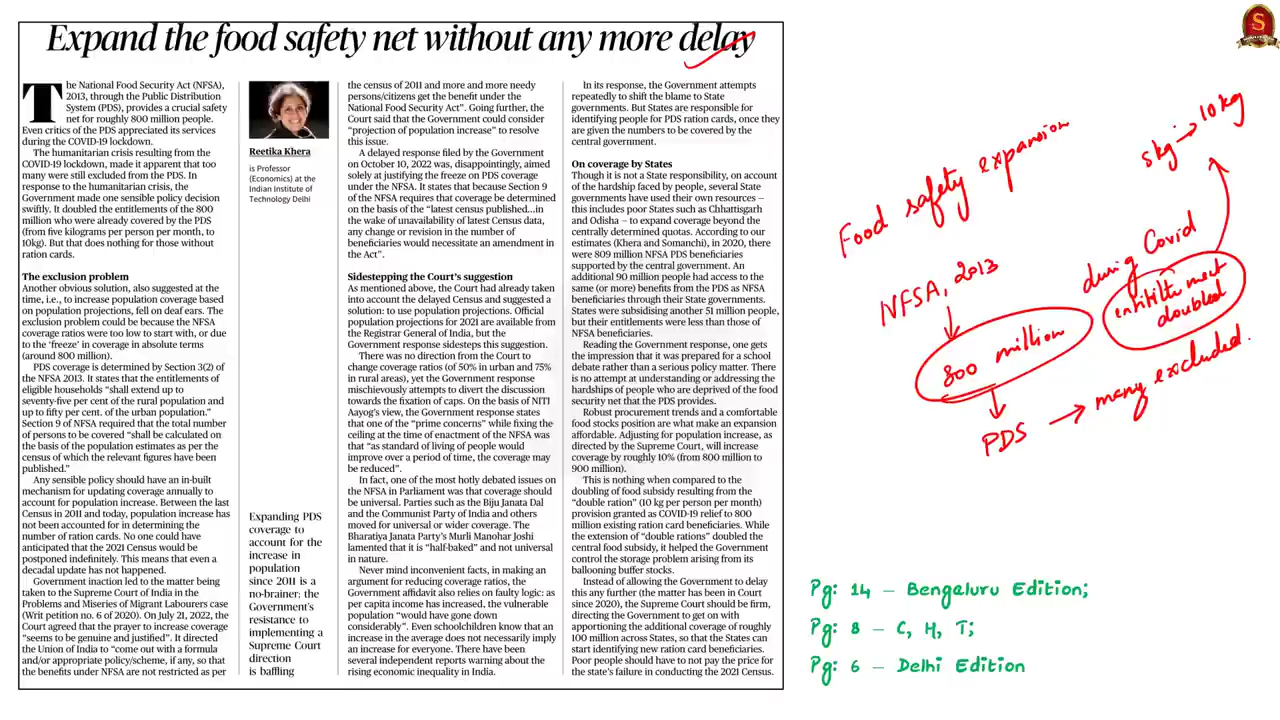 Expand the food safety net without any more delay
The National Food Security Act (NFSA),
2013, through the Public Distribution
System (PDS), provides a crucial safety
net for roughly 800 million people.
Even critics of the PDS appreciated its services
during the COVID-19 lockdown.
The humanitarian crisis resulting from the
COVID-19 lockdown, made it apparent that too
many were still excluded from the PDS. In
response to the humanitarian crisis, the
Government made one sensible policy decision
swiftly. It doubled the entitlements of the 800
million who were already covered by the PDS
(from five kilograms per person per month, to
10kg). But that does nothing for those without
ration cards.
The exclusion problem
Another obvious solution, also suggested at the
time, i.e., to increase population coverage based
on population projections, fell on deaf ears. The
exclusion problem could be because the NFSA
coverage ratios were too low to start with, or due
to the ‘freeze’ in coverage in absolute terms
(around 800 million).
PDS coverage is determined by Section 3(2) of
the NFSA 2013. It states that the entitlements of
eligible households “shall extend up to
seventy-five per cent of the rural population and
up to fifty per cent. of the urban population.”
Section 9 of NFSA required that the total number
of persons to be covered “shall be calculated on
the basis of the population estimates as per the
census of which the relevant figures have been
published.”
Any sensible policy should have an in-built
mechanism for updating coverage annually to
account for population increase. Between the last
Census in 2011 and today, population increase has
not been accounted for in determining the
number of ration cards. No one could have
anticipated that the 2021 Census would be
postponed indefinitely. This means that even a
decadal update has not happened.
Government inaction led to the matter being
taken to the Supreme Court of India in the
Problems and Miseries of Migrant Labourers case
(Writ petition no. 6 of 2020). On July 21, 2022, the
Court agreed that the prayer to increase coverage
“seems to be genuine and justified”. It directed
the Union of India to “come out with a formula
and/or appropriate policy/scheme, if any, so that
the benefits under NFSA are not restricted as per
Reetika Khera
is Professor
(Economics) at the
Indian Institute of
Technology Delhi
Expanding PDS
coverage to
account for the
increase in
population
since 2011 is a
no-brainer; the
Government’s
resistance to
implementing a
Supreme Court
direction
is baffling
the census of 2011 and more and more needy
persons/citizens get the benefit under the
National Food Security Act”. Going further, the
Court said that the Government could consider
“projection of population increase” to resolve
this issue.
A delayed response filed by the Government
on October 10, 2022 was, disappointingly, aimed
solely at justifying the freeze on PDS coverage
under the NFSA. It states that because Section 9
of the NFSA requires that coverage be determined
on the basis of the “latest census published...in
the wake of unavailability of latest Census data,
any change or revision in the number of
beneficiaries would necessitate an amendment in
the Act”.
Sidestepping the Court’s suggestion
As mentioned above, the Court had already taken
into account the delayed Census and suggested a
solution: to use population projections. Official
population projections for 2021 are available from
the Registrar General of India, but the
Government response sidesteps this suggestion.
There was no direction from the Court to
change coverage ratios (of 50% in urban and 75%
in rural areas), yet the Government response
mischievously attempts to divert the discussion
towards the fixation of caps. On the basis of NITI
Aayog’s view, the Government response states
that one of the “prime concerns” while fixing the
ceiling at the time of enactment of the NFSA was
that “as standard of living of people would
improve over a period of time, the coverage may
be reduced”.
In fact, one of the most hotly debated issues on
the NFSA in Parliament was that coverage should
be universal. Parties such as the Biju Janata Dal
and the Communist Party of India and others
moved for universal or wider coverage. The
Bharatiya Janata Party’s Murli Manohar Joshi
lamented that it is “half-baked” and not universal
in nature.
Never mind inconvenient facts, in making an
argument for reducing coverage ratios, the
Government affidavit also relies on faulty logic: as
per capita income has increased, the vulnerable
population “would have gone down
considerably”. Even schoolchildren know that an
increase in the average does not necessarily imply
an increase for everyone. There have been
several independent reports warning about the
rising economic inequality in India.
In its response, the Government attempts
repeatedly to shift the blame to State
governments. But States are responsible for
identifying people for PDS ration cards, once they
are given the numbers to be covered by the
central government.
On coverage by States
Though it is not a State responsibility, on account
of the hardship faced by people, several State
governments have used their own resources –
this includes poor States such as Chhattisgarh
and Odisha – to expand coverage beyond the
centrally determined quotas. According to our
estimates (Khera and Somanchi), in 2020, there
were 809 million NFSA PDS beneficiaries
supported by the central government. An
additional 90 million people had access to the
same (or more) benefits from the PDS as NFSA
beneficiaries through their State governments.
States were subsidising another 51 million people,
but their entitlements were less than those of
NFSA beneficiaries.
Reading the Government response, one gets
the impression that it was prepared for a school
debate rather than a serious policy matter. There
is no attempt at understanding or addressing the
hardships of people who are deprived of the food
security net that the PDS provides.
Robust procurement trends and a comfortable
food stocks position are what make an expansion
affordable. Adjusting for population increase, as
directed by the Supreme Court, will increase
coverage by roughly 10% (from 800 million to
900 million).
This is nothing when compared to the
doubling of food subsidy resulting from the
“double ration” (10 kg per person per month)
provision granted as COVID-19 relief to 800
million existing ration card beneficiaries. While
the extension of “double rations” doubled the
central food subsidy, it helped the Government
control the storage problem arising from its
ballooning buffer stocks.
Instead of allowing the Government to delay
this any further (the matter has been in Court
since 2020), the Supreme Court should be firm,
directing the Government to get on with
apportioning the additional coverage of roughly
100 million across States, so that the States can
start identifying new ration card beneficiaries.
Poor people should have to not pay the price for
the state’s failure in conducting the 2021 Census.
S
Food safety expansion
5kg → 10kg
NFSA, 2013
during Covid
800 million
doubled
PDS → many excluded.
Pg: 14 – Bengaluru Edition;
Pg: 8 – C, H, T;
Pg: 6 – Delhi Edition